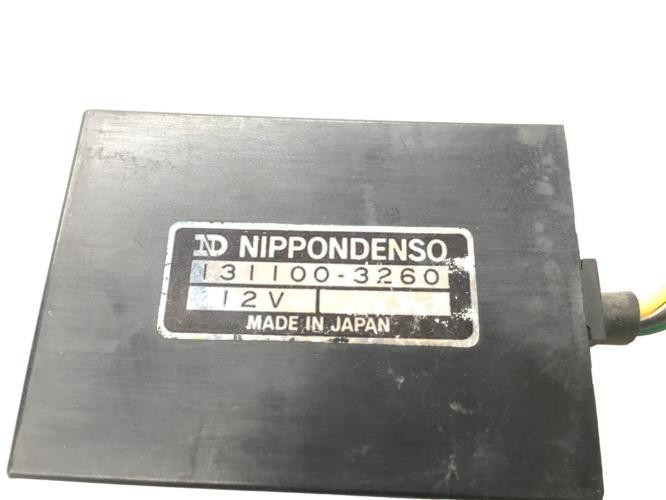 ND NIPPONDENSO
131100-3260
12V
MADE IN JAPAN